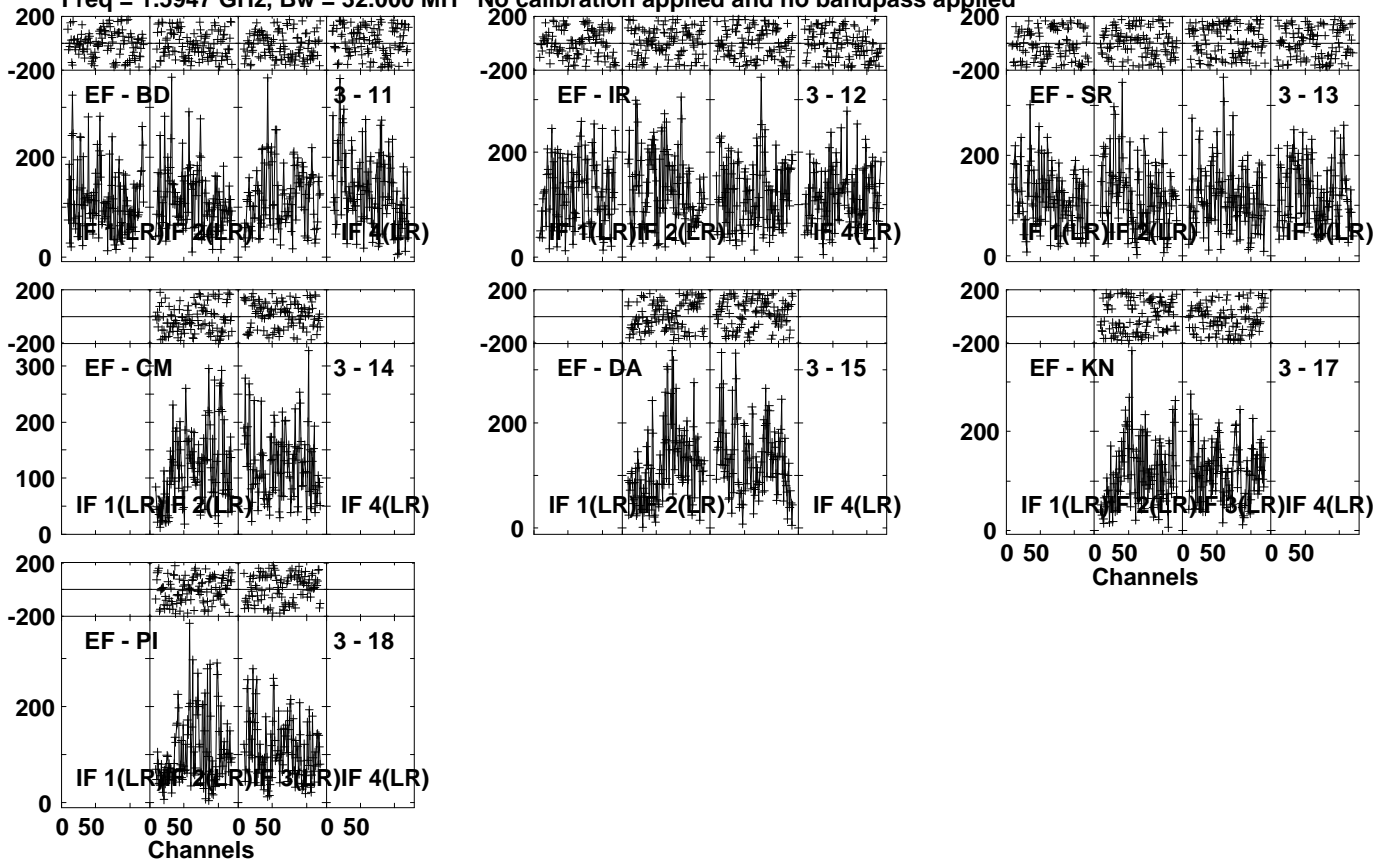 Freq = 1.5947 GHz, Bw = 32.000 MH No calibration applied and no bandpass applied
200
-200
EF - BD
3 - 11
200
0
IF 1(LR)
IF 2(LR)
IF 4(LR)
200
-200
EF - IR
3 - 12
200
0
IF 1(LR)
IF 2(LR)
IF 4(LR)
200
-200
EF - SR
3 - 13
200
0
IF 1(LR)
IF 2(LR)
IF 4(LR)
200
-200
EF - CM
3 - 14
300
200
100
0
IF 1(LR)
IF 2(LR)
IF 4(LR)
200
-200
EF - DA
3 - 15
200
0
IF 1(LR)
IF 2(LR)
IF 4(LR)
200
-200
EF - KN
3 - 17
200
0
IF 1(LR)
IF 2(LR)
IF 3(LR)
IF 4(LR)
0 50 0 50 0 50 0 50
Channels
200
-200
EF - PI
3 - 18
200
0
IF 1(LR)
IF 2(LR)
IF 3(LR)
IF 4(LR)
0 50 0 50 0 50 0 50
Channels